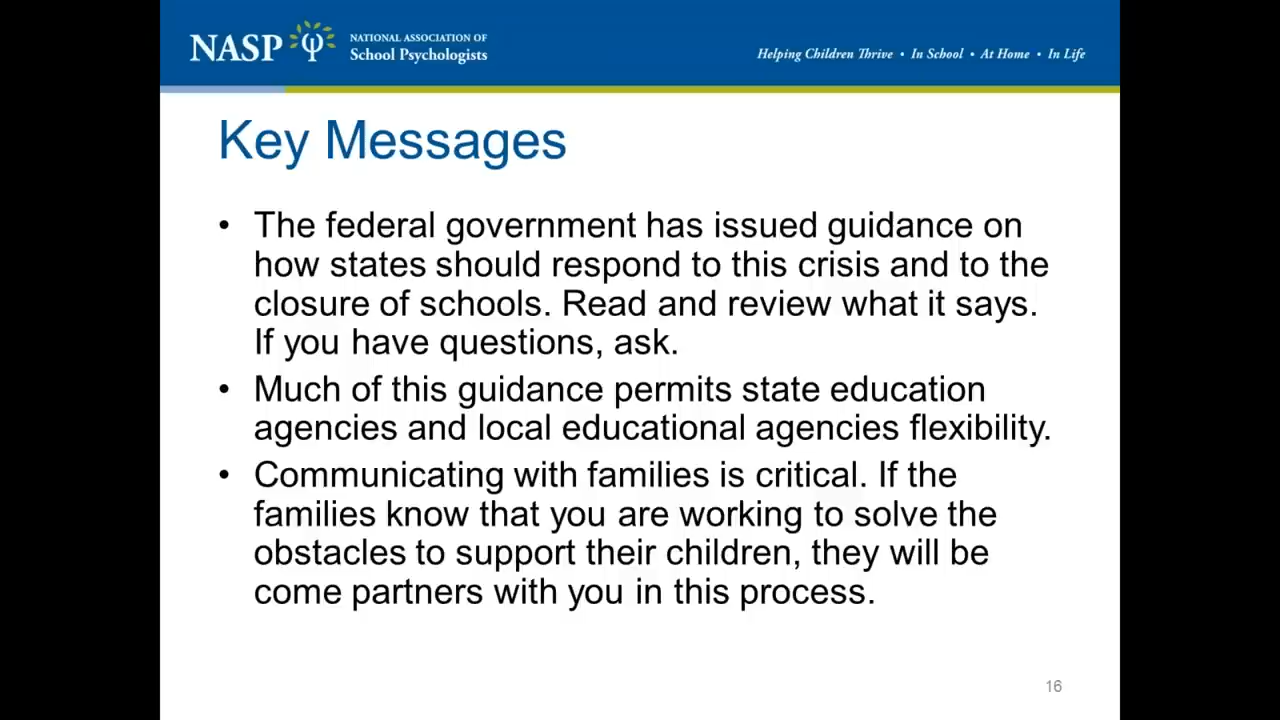 NASP
NATIONAL ASSOCIATION OF
School Psychologists
Helping Children Thrive • In School • At Home • In Life
Key Messages
• The federal government has issued guidance on
how states should respond to this crisis and to the
closure of schools. Read and review what it says.
If you have questions, ask.
• Much of this guidance permits state education
agencies and local educational agencies flexibility.
• Communicating with families is critical. If the
families know that you are working to solve the
obstacles to support their children, they will be
come partners with you in this process.
16